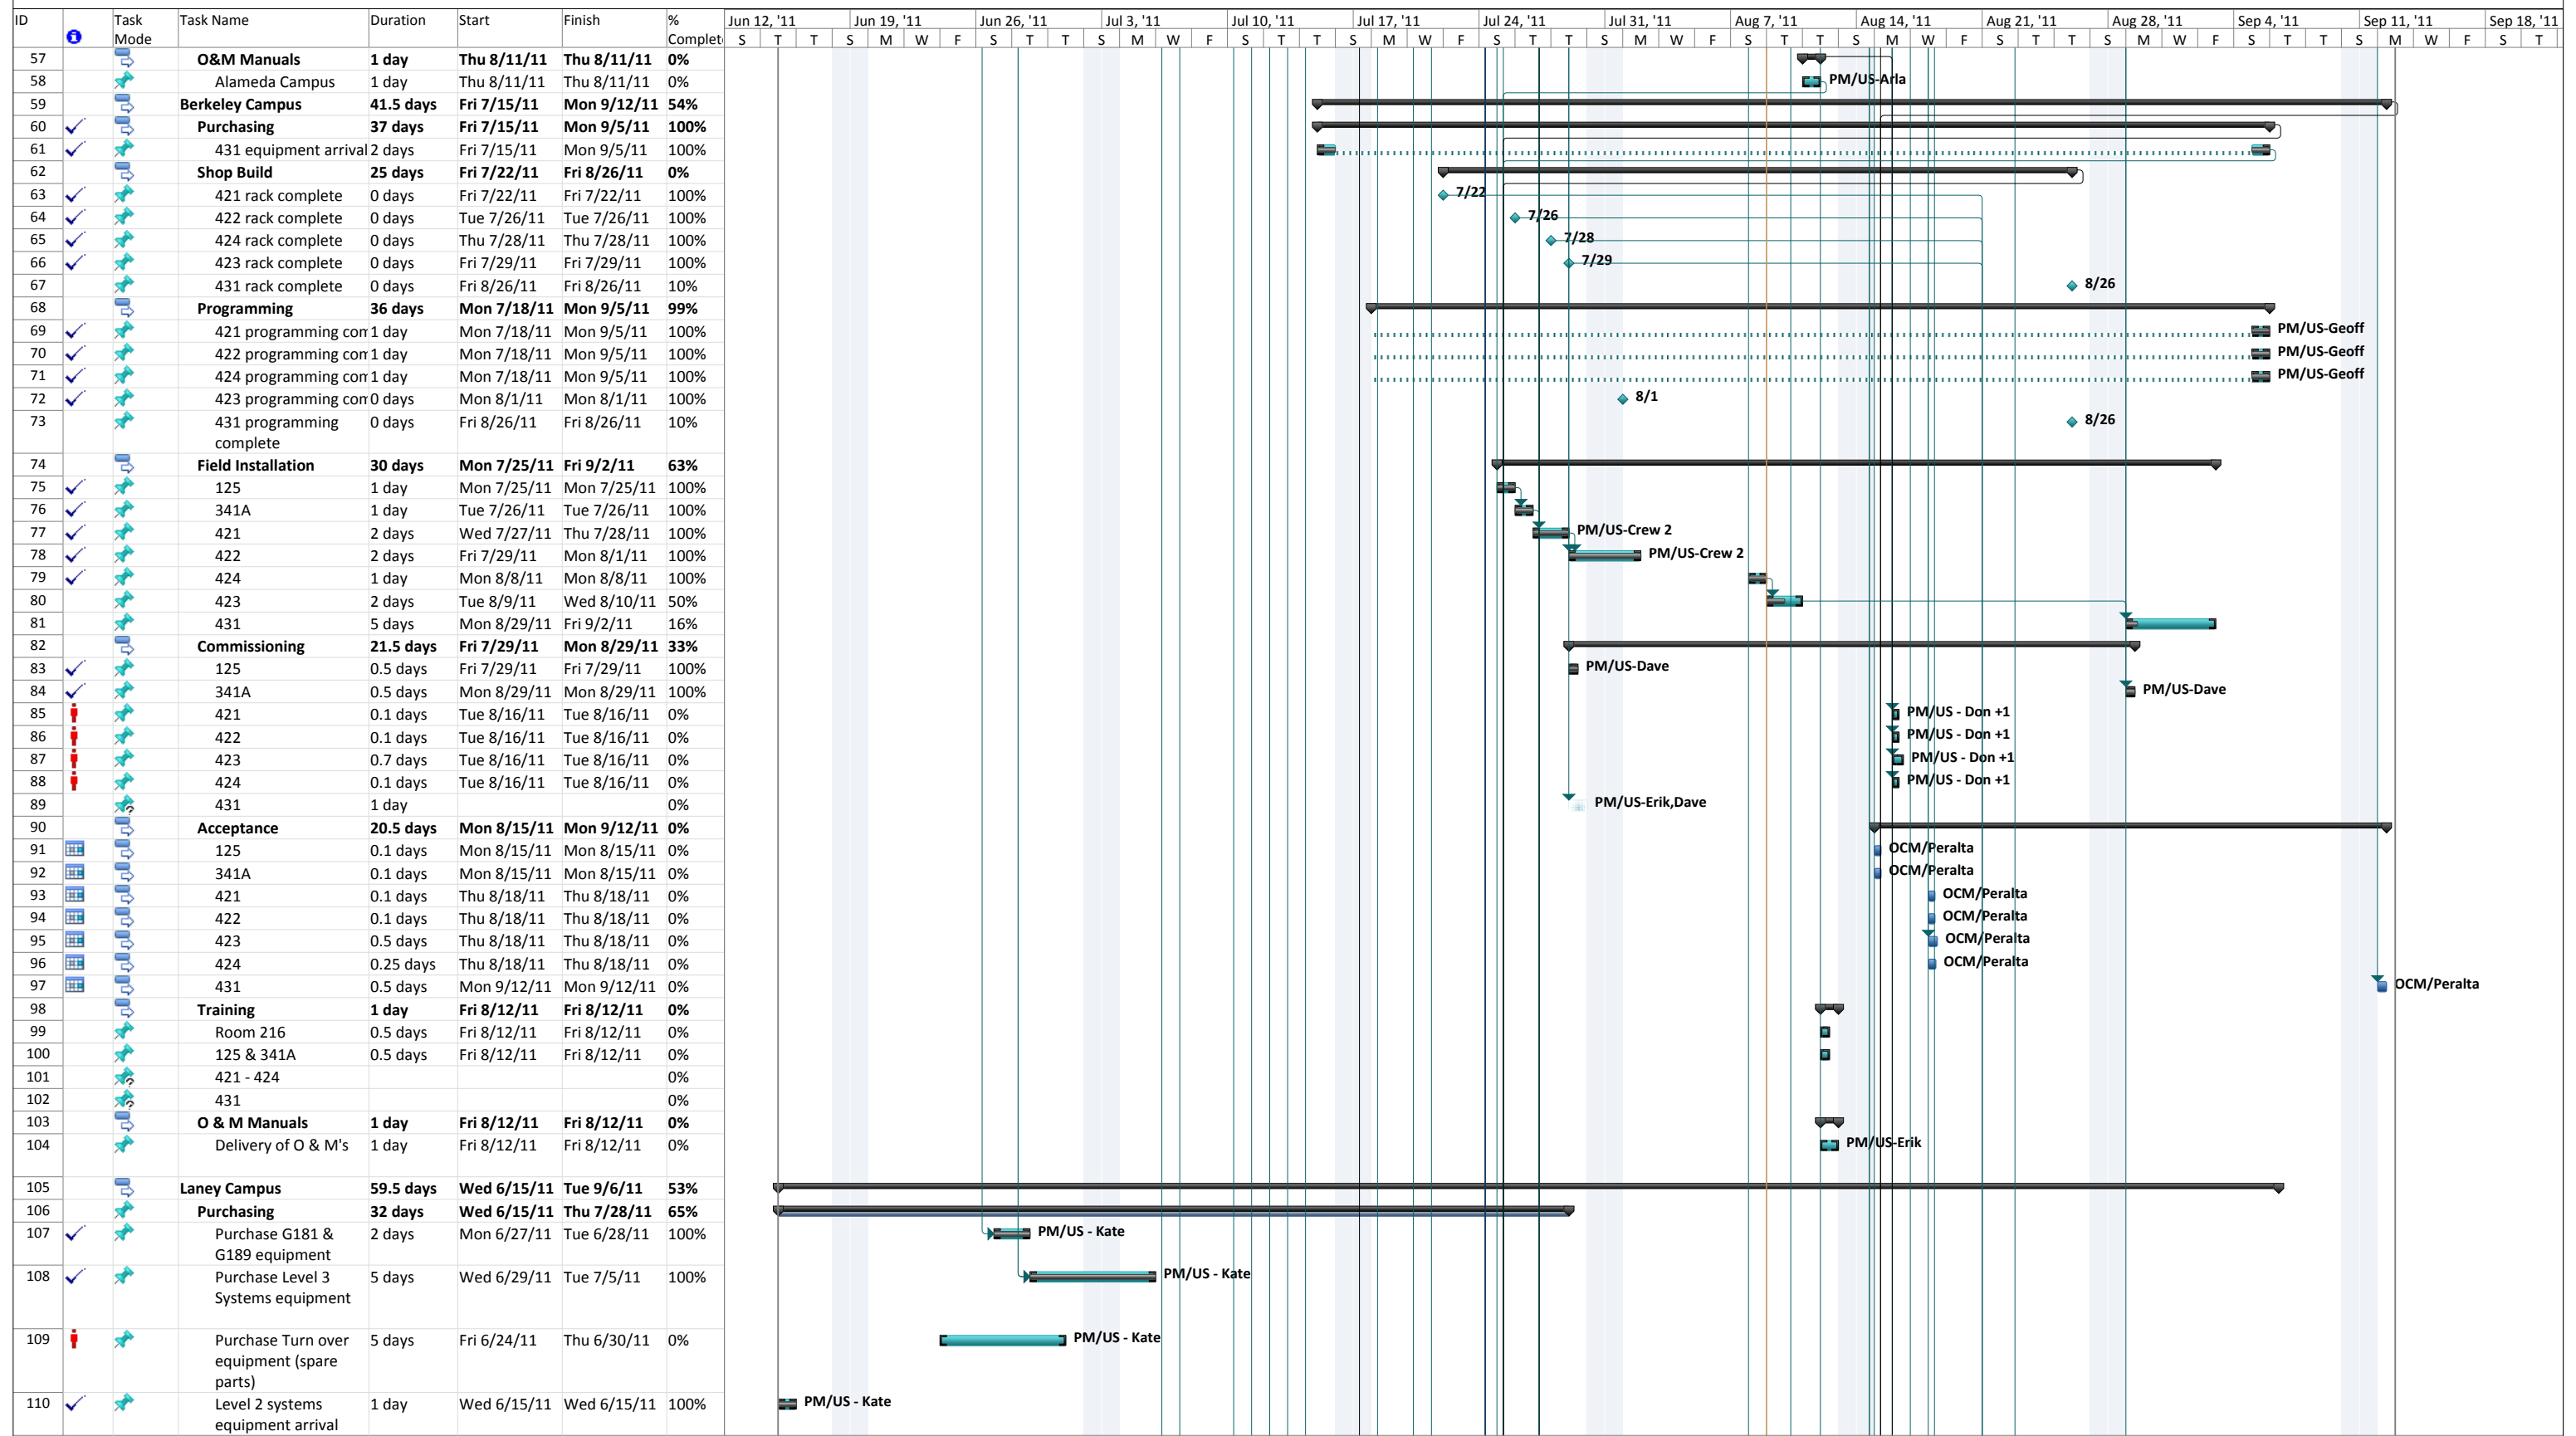 ID Task Mode Task Name Duration Start Finish % Complet
Jun 12, '11 Jun 19, '11 Jun 26, '11 Jul 3, '11 Jul 10, '11 Jul 17, '11 Jul 24, '11 Jul 31, '11 Aug 7, '11 Aug 14, '11 Aug 21, '11 Aug 28, '11 Sep 4, '11 Sep 11, '11 Sep 18, '11
S T T S M W F S T T S M W F S T T S M W F S T T S M W F S T T S M W F S T T S M W F S T T S M W F S T
57 O&M Manuals 1 day Thu 8/11/11 Thu 8/11/11 0%
58 Alameda Campus 1 day Thu 8/11/11 Thu 8/11/11 0% PM/US-Arla
59 Berkeley Campus 41.5 days Fri 7/15/11 Mon 9/12/11 54%
60 Purchasing 37 days Fri 7/15/11 Mon 9/5/11 100%
61 431 equipment arrival 2 days Fri 7/15/11 Mon 9/5/11 100%
62 Shop Build 25 days Fri 7/22/11 Fri 8/26/11 0%
63 421 rack complete 0 days Fri 7/22/11 Fri 7/22/11 100% 7/22
64 422 rack complete 0 days Tue 7/26/11 Tue 7/26/11 100% 7/26
65 424 rack complete 0 days Thu 7/28/11 Thu 7/28/11 100% 7/28
66 423 rack complete 0 days Fri 7/29/11 Fri 7/29/11 100% 7/29
67 431 rack complete 0 days Fri 8/26/11 Fri 8/26/11 10% 8/26
68 Programming 36 days Mon 7/18/11 Mon 9/5/11 99%
69 421 programming com 1 day Mon 7/18/11 Mon 9/5/11 100% PM/US-Geoff
70 422 programming com 1 day Mon 7/18/11 Mon 9/5/11 100% PM/US-Geoff
71 424 programming com 1 day Mon 7/18/11 Mon 9/5/11 100% PM/US-Geoff
72 423 programming com 0 days Mon 8/1/11 Mon 8/1/11 100% 8/1
73 431 programming complete 0 days Fri 8/26/11 Fri 8/26/11 10% 8/26
74 Field Installation 30 days Mon 7/25/11 Fri 9/2/11 63%
75 125 1 day Mon 7/25/11 Mon 7/25/11 100%
76 341A 1 day Tue 7/26/11 Tue 7/26/11 100%
77 421 2 days Wed 7/27/11 Thu 7/28/11 100% PM/US-Crew 2
78 422 2 days Fri 7/29/11 Mon 8/1/11 100% PM/US-Crew 2
79 424 1 day Mon 8/8/11 Mon 8/8/11 100%
80 423 2 days Tue 8/9/11 Wed 8/10/11 50%
81 431 5 days Mon 8/29/11 Fri 9/2/11 16%
82 Commissioning 21.5 days Fri 7/29/11 Mon 8/29/11 33%
83 125 0.5 days Fri 7/29/11 Fri 7/29/11 100% PM/US-Dave
84 341A 0.5 days Mon 8/29/11 Mon 8/29/11 100% PM/US-Dave
85 421 0.1 days Tue 8/16/11 Tue 8/16/11 0% PM/US - Don +1
86 422 0.1 days Tue 8/16/11 Tue 8/16/11 0% PM/US - Don +1
87 423 0.7 days Tue 8/16/11 Tue 8/16/11 0% PM/US - Don +1
88 424 0.1 days Tue 8/16/11 Tue 8/16/11 0% PM/US - Don +1
89 431 1 day 0% PM/US-Erik,Dave
90 Acceptance 20.5 days Mon 8/15/11 Mon 9/12/11 0%
91 125 0.1 days Mon 8/15/11 Mon 8/15/11 0% OCM/Peralta
92 341A 0.1 days Mon 8/15/11 Mon 8/15/11 0% OCM/Peralta
93 421 0.1 days Thu 8/18/11 Thu 8/18/11 0% OCM/Peralta
94 422 0.1 days Thu 8/18/11 Thu 8/18/11 0% OCM/Peralta
95 423 0.5 days Thu 8/18/11 Thu 8/18/11 0% OCM/Peralta
96 424 0.25 days Thu 8/18/11 Thu 8/18/11 0% OCM/Peralta
97 431 0.5 days Mon 9/12/11 Mon 9/12/11 0% OCM/Peralta
98 Training 1 day Fri 8/12/11 Fri 8/12/11 0%
99 Room 216 0.5 days Fri 8/12/11 Fri 8/12/11 0%
100 125 & 341A 0.5 days Fri 8/12/11 Fri 8/12/11 0%
101 421 - 424 0%
102 431 0%
103 O & M Manuals 1 day Fri 8/12/11 Fri 8/12/11 0%
104 Delivery of O & M's 1 day Fri 8/12/11 Fri 8/12/11 0% PM/US-Erik
105 Laney Campus 59.5 days Wed 6/15/11 Tue 9/6/11 53%
106 Purchasing 32 days Wed 6/15/11 Thu 7/28/11 65%
107 Purchase G181 & G189 equipment 2 days Mon 6/27/11 Tue 6/28/11 100% PM/US - Kate
108 Purchase Level 3 Systems equipment 5 days Wed 6/29/11 Tue 7/5/11 100% PM/US - Kate
109 Purchase Turn over equipment (spare parts) 5 days Fri 6/24/11 Thu 6/30/11 0% PM/US - Kate
110 Level 2 systems equipment arrival 1 day Wed 6/15/11 Wed 6/15/11 100% PM/US - Kate